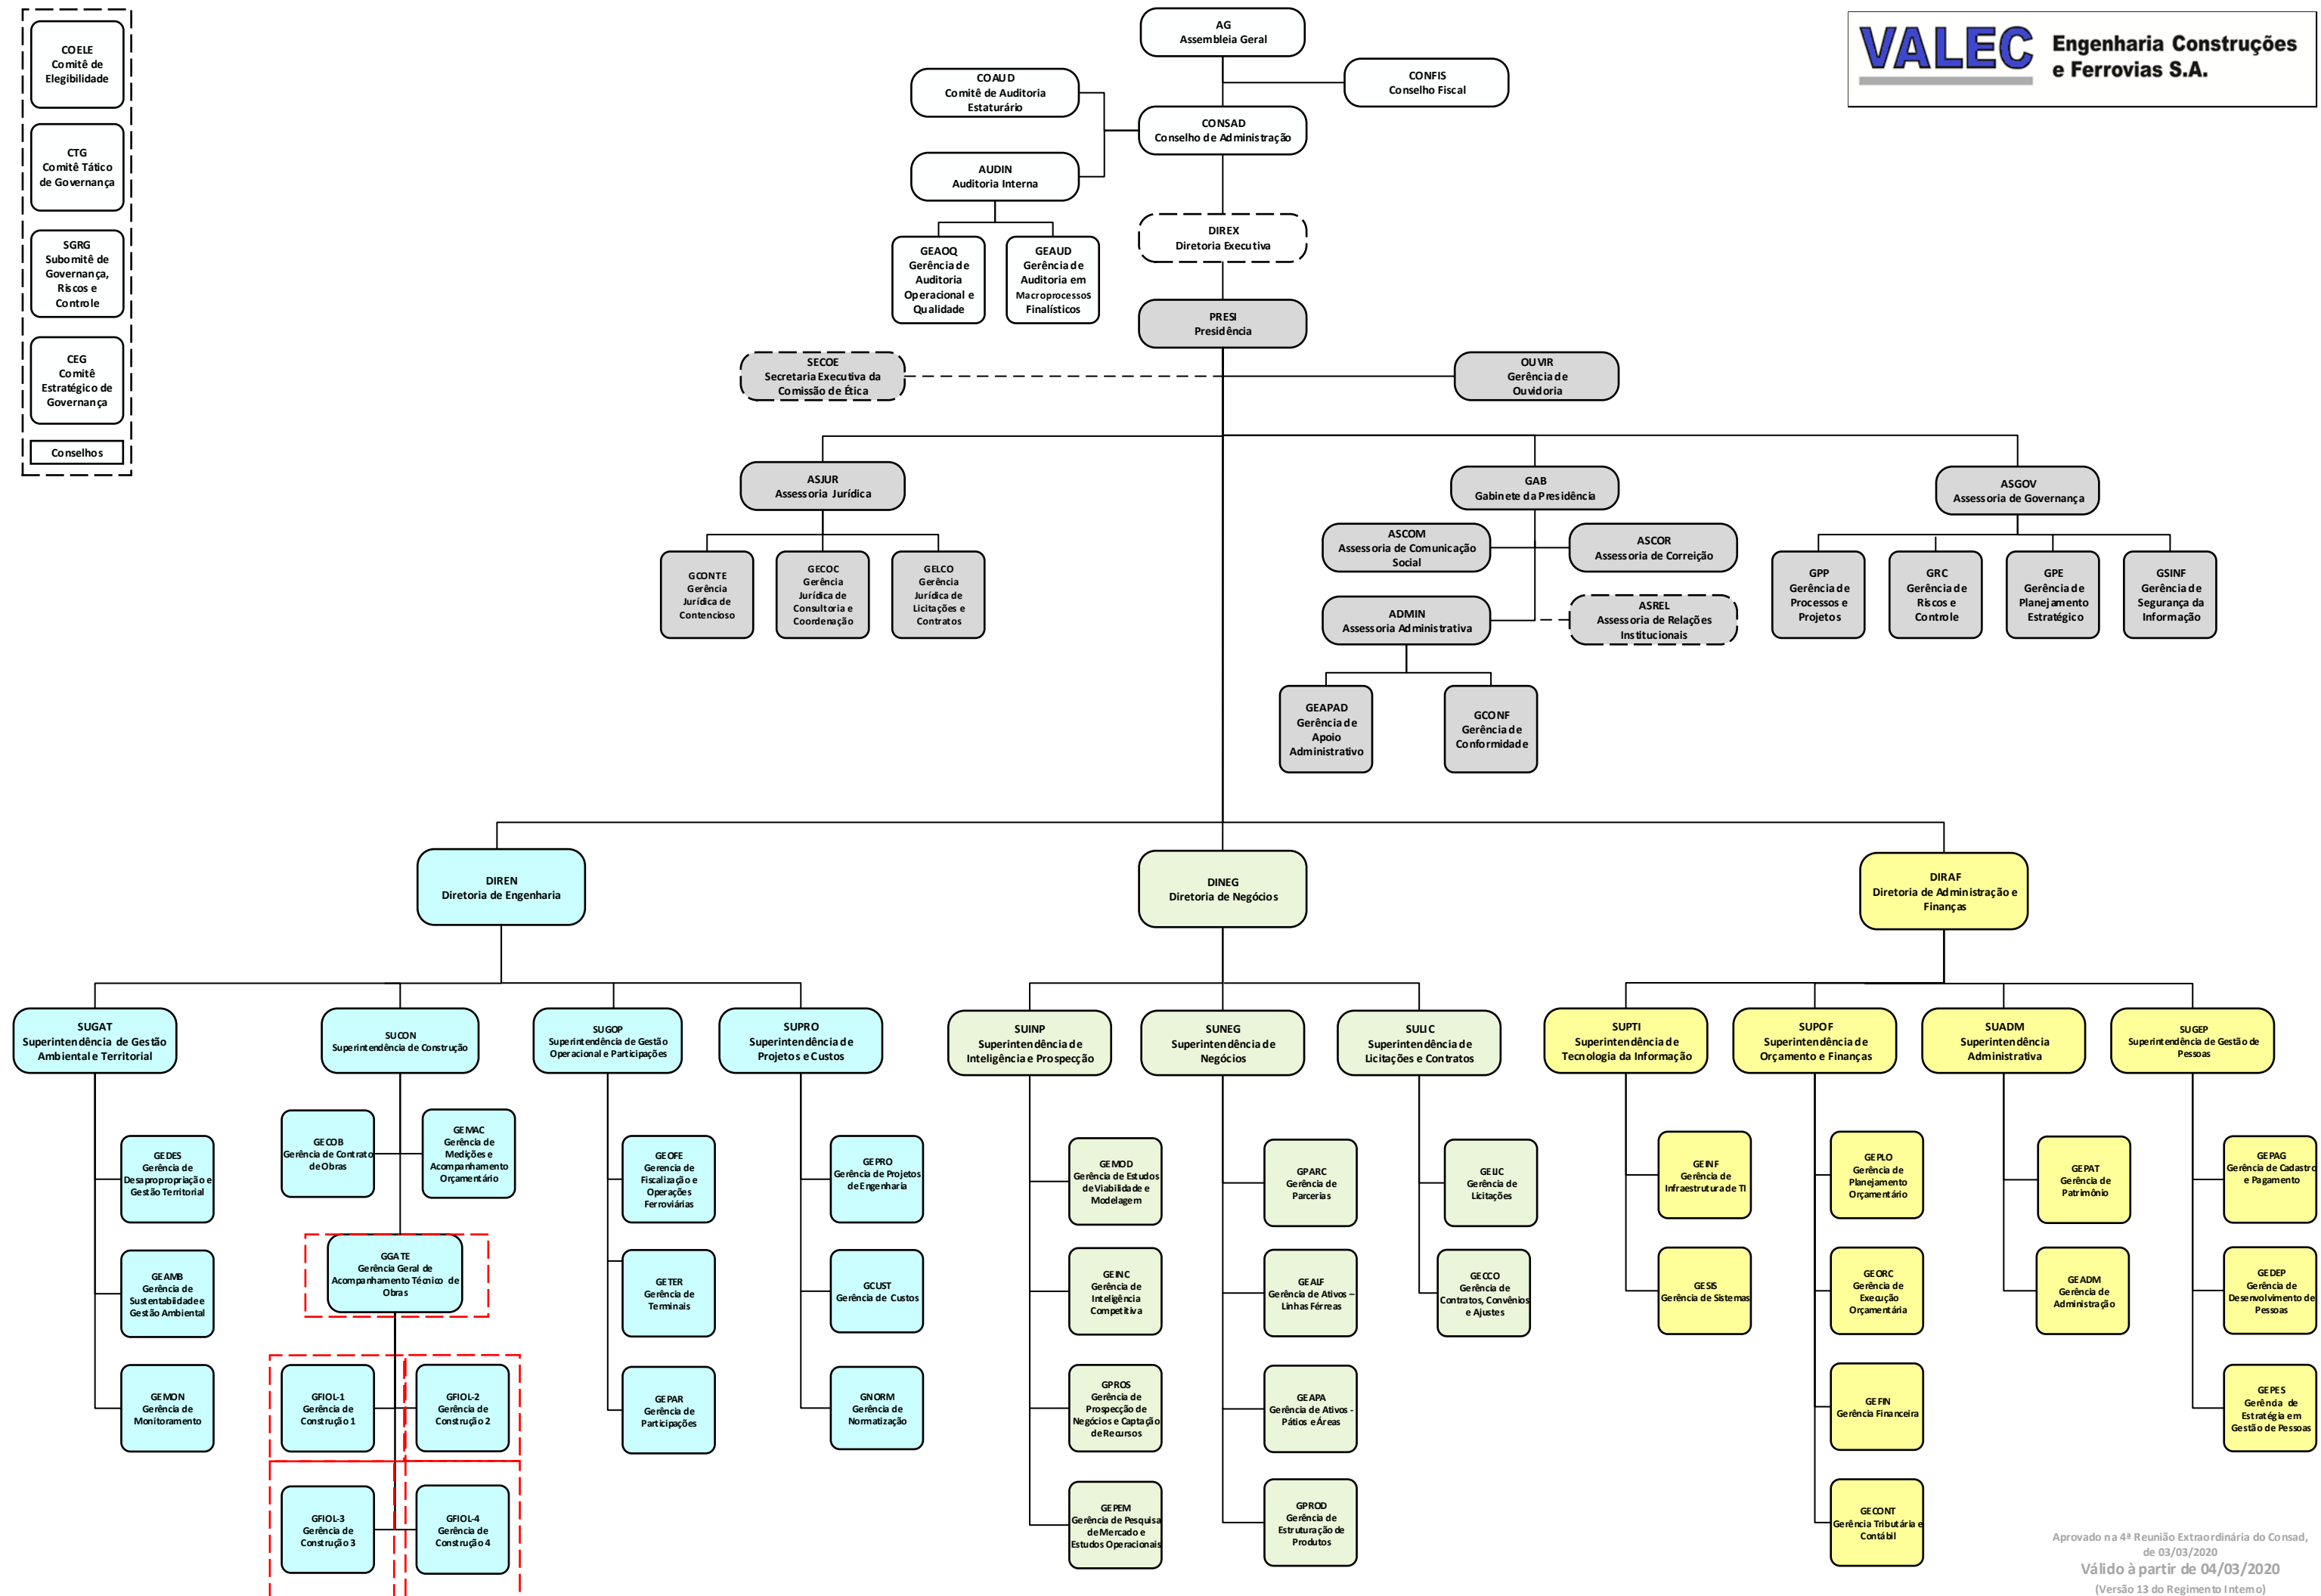 COELE
Comitê de
Elegibilidade
CTG
Comitê Tático
de Governança
SGRG
Subomitê de
Governança,
Riscos e
Controle
CEG
Comitê
Estratégico de
Governança
Conselhos
AG
Assembleia Geral
CONFIS
Conselho Fiscal
COAUD
Comitê de Auditoria
Estaturário
CONSAD
Conselho de Administração
AUDIN
Auditoria Interna
GEAOQ
Gerência de
Auditoria
Operacional e
Qualidade
GEAUD
Gerência de
Auditoria em
Macroprocessos
Finalísticos
DIREX
Diretoria Executiva
PRESI
Presidência
VALEC Engenharia Construções
e Ferrovias S.A.
SECOE
Secretaria Executiva da
Comissão de Ética
OUVIR
Gerência de
Ouvidoria
ASJUR
Assessoria Jurídica
GCONTE
Gerência
Jurídica de
Contencioso
GECOC
Gerência
Jurídica de
Consultoria e
Coordenação
GELCO
Gerência
Jurídica de
Licitações e
Contratos
GAB
Gabinete da Presidência
ASCOM
Assessoria de Comunicação
Social
ASCOR
Assessoria de Correição
ADMIN
Assessoria Administrativa
ASREL
Assessoria de Relações
Institucionais
GEAPAD
Gerência de
Apoio
Administrativo
GCONF
Gerência de
Conformidade
ASGOV
Assessoria de Governança
GPP
Gerência de
Processos e
Projetos
GRC
Gerência de
Riscos e
Controle
GPE
Gerência de
Planejamento
Estratégico
GSINF
Gerência de
Segurança da
Informação
DIREN
Diretoria de Engenharia
DINEG
Diretoria de Negócios
DIRAF
Diretoria de Administração e
Finanças
SUGAT
Superintendência de Gestão
Ambiental e Territorial
GEDES
Gerência de
Desapropropriação e
Gestão Territorial
GEAMB
Gerência de
Sustentabiidade e
Gestão Ambiental
GEMON
Gerência de
Monitoramento
SUCON
Superintendência de Construção
GECOB
Gerência de Contrato
de Obras
GEMAC
Gerência de
Medições e
Acompanhamento
Orçamentário
GGATE
Gerência Geral de
Acompanhamento Técnico de
Obras
GFIOL-1
Gerência de
Construção 1
GFIOL-2
Gerência de
Construção 2
GFIOL-3
Gerência de
Construção 3
GFIOL-4
Gerência de
Construção 4
SUGOP
Superintendência de Gestão
Operacional e Participações
GEOFE
Gerencia de
Fiscalização e
Operações
Ferroviárias
GETER
Gerência de
Terminais
GEPAR
Gerência de
Participações
SUPRO
Superintendência de
Projetos e Custos
GEPRO
Gerência de Projetos
de Engenharia
GCUST
Gerência de Custos
GNORM
Gerência de
Normatização
SUINP
Superintendência de
Inteligência e Prospecção
GEMOD
Gerência de Estudos
de Viabilidade e
Modelagem
GEINC
Gerência de
Inteligência
Competitiva
GPROS
Gerência de
Prospecção de
Negócios e Captação
de Recursos
GEPEM
Gerência de Pesquisa
de Mercado e
Estudos Operacionais
SUNEG
Superintendência de
Negócios
GPARC
Gerência de
Parcerias
GEALF
Gerência de Ativos –
Linhas Férreas
GEAPA
Gerência de Ativos -
Pátios e Áreas
GPROD
Gerência de
Estruturação de
Produtos
SULIC
Superintendência de
Licitações e Contratos
GELIC
Gerência de
Licitações
GECCO
Gerência de
Contratos, Convênios
e Ajustes
SUPTI
Superintendência de
Tecnologia da Informação
GEINF
Gerência de
Infraestrutura de TI
GESIS
Gerência de Sistemas
SUPOF
Superintendência de
Orçamento e Finanças
GEPLO
Gerência de
Planejamento
Orçamentário
GEORC
Gerência de
Execução
Orçamentária
GEFIN
Gerência Financeira
GECONT
Gerência Tributária e
Contábil
SUADM
Superintendência
Administrativa
GEPAT
Gerência de
Patrimônio
GEADM
Gerência de
Administração
SUGEP
Superintendência de Gestão de
Pessoas
GEPAG
Gerência de Cadastro
e Pagamento
GEDEP
Gerência de
Desenvolvimento de
Pessoas
GEPES
Gerência de
Estratégia em
Gestão de Pessoas
Aprovado na 4ª Reunião Extraordinária do Consad,
de 03/03/2020
Válido à partir de 04/03/2020
(Versão 13 do Regimento Interno)